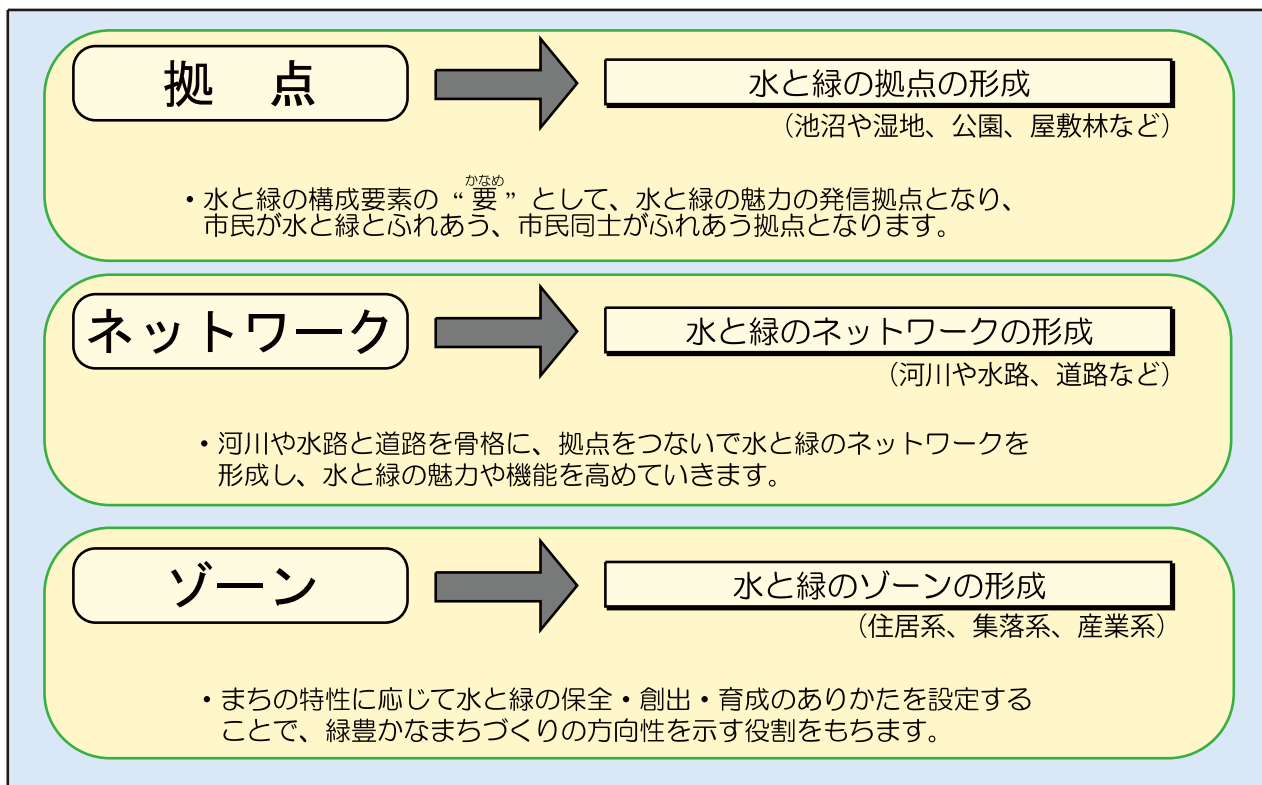 拠 点
水と緑の拠点の形成
（池沼や湿地、公園、屋敷林など）
かなめ
・水と緑の構成要素の“要”として、水と緑の魅力の発信拠点となり、
市民が水と緑とふれあう、市民同士がふれあう拠点となります。
ネットワーク
水と緑のネットワークの形成
（河川や水路、道路など）
・河川や水路と道路を骨格に、拠点をつないで水と緑のネットワークを
形成し、水と緑の魅力や機能を高めていきます。
ゾーン
水と緑のゾーンの形成
（住居系、集落系、産業系）
・まちの特性に応じて水と緑の保全・創出・育成のありかたを設定する
ことで、緑豊かなまちづくりの方向性を示す役割をもちます。